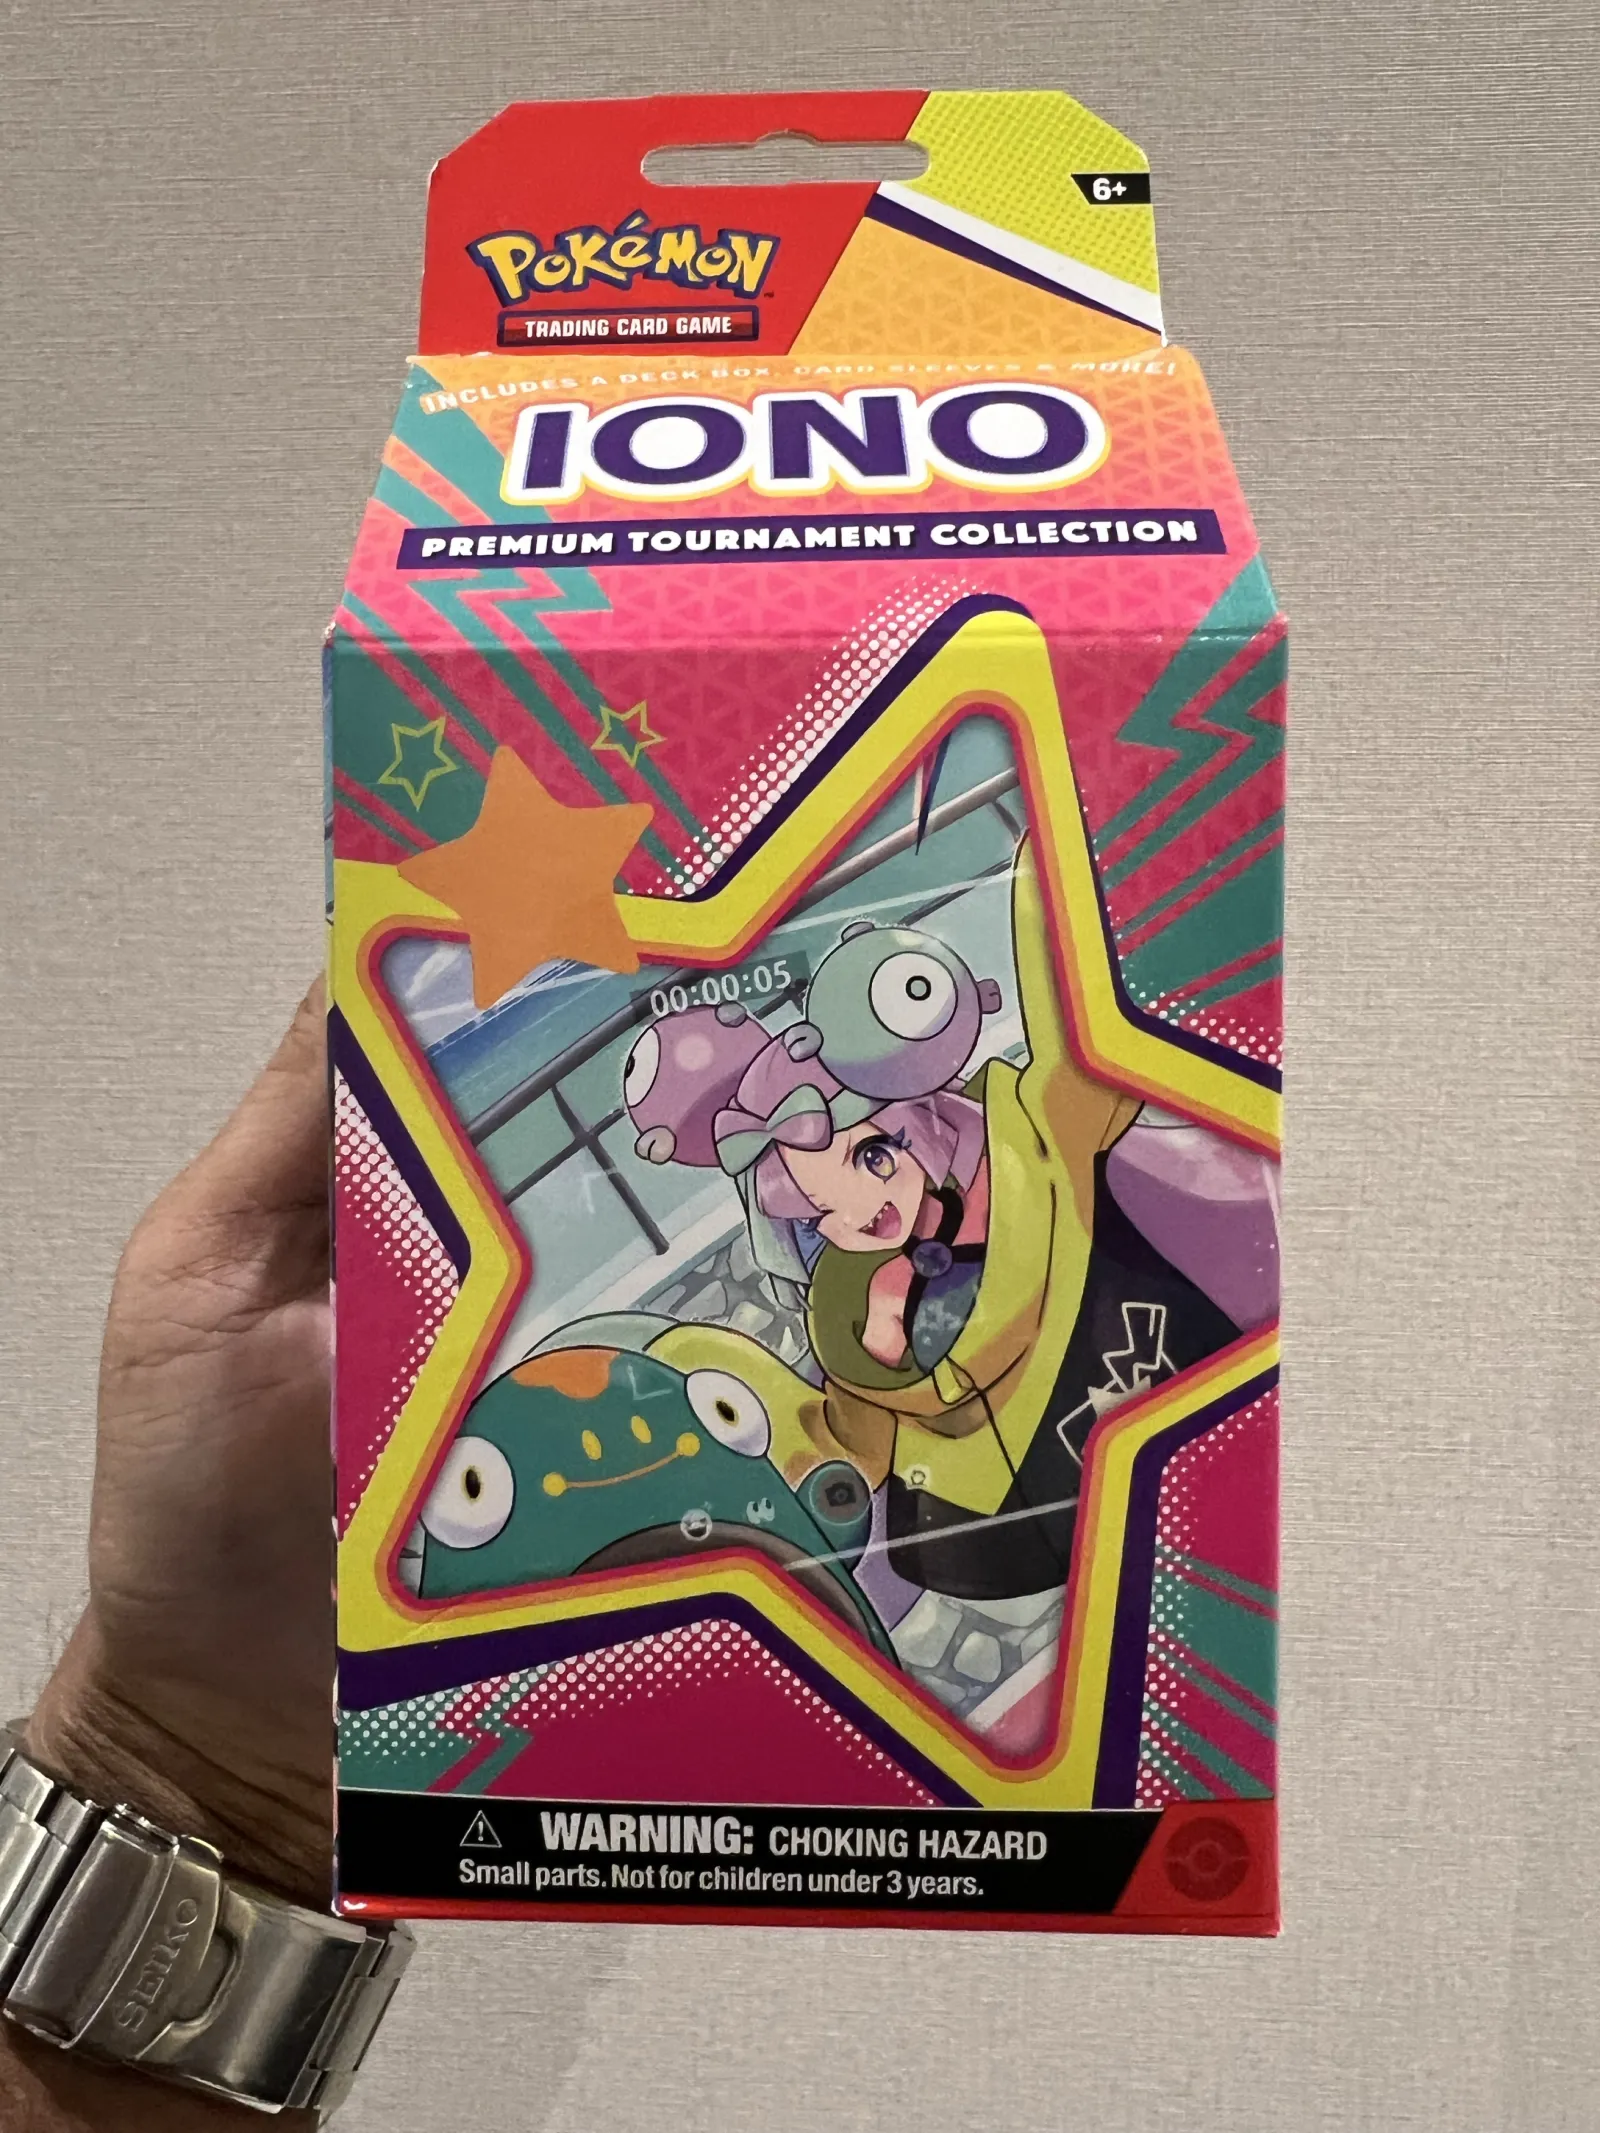 6+
POKéMON
TRADING CARD GAME
INCLUDES A DECK BOX, CARD SLEEVES & MORE!
IONO
PREMIUM TOURNAMENT COLLECTION
00:00:05
WARNING: CHOKING HAZARD
Small parts. Not for children under 3 years.
SEIKO